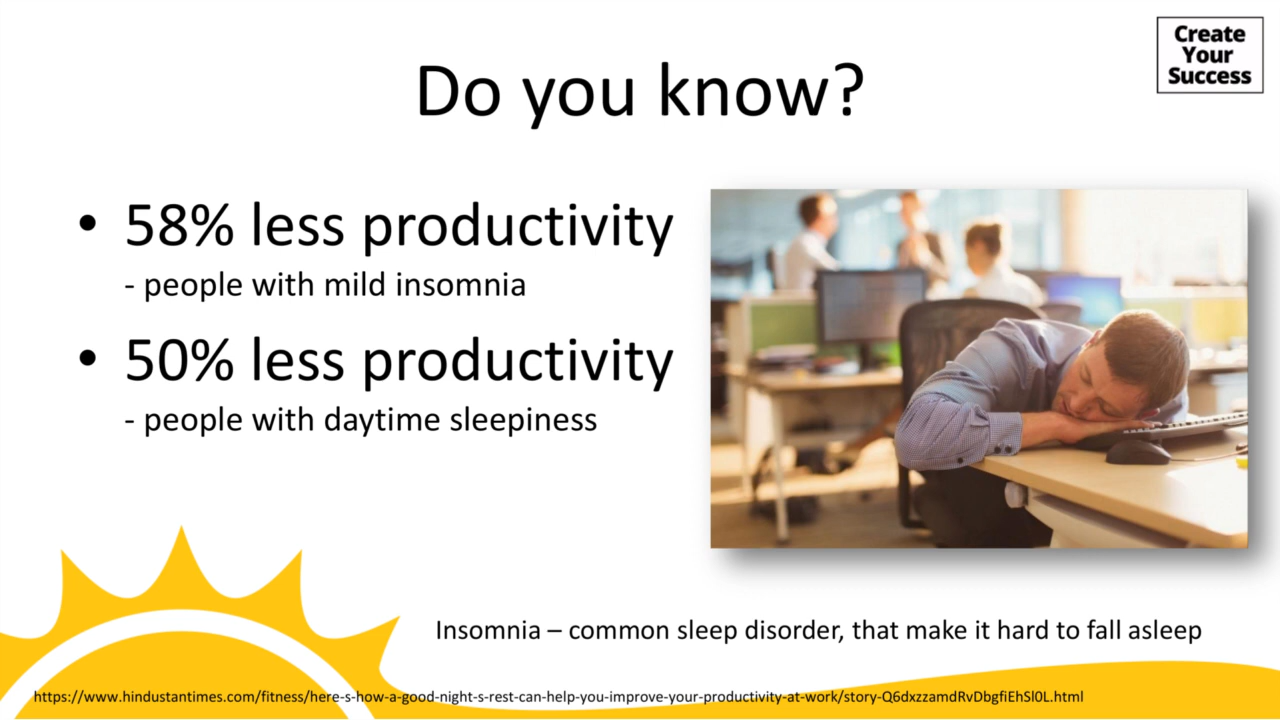 Create
Your
Success
Do you know?
• 58% less productivity
- people with mild insomnia
• 50% less productivity
- people with daytime sleepiness
Insomnia – common sleep disorder, that make it hard to fall asleep
https://www.hindustantimes.com/fitness/here-s-how-a-good-night-s-rest-can-help-you-improve-your-productivity-at-work/story-Q6dxzzamdRvDbgfiEhSl0L.html